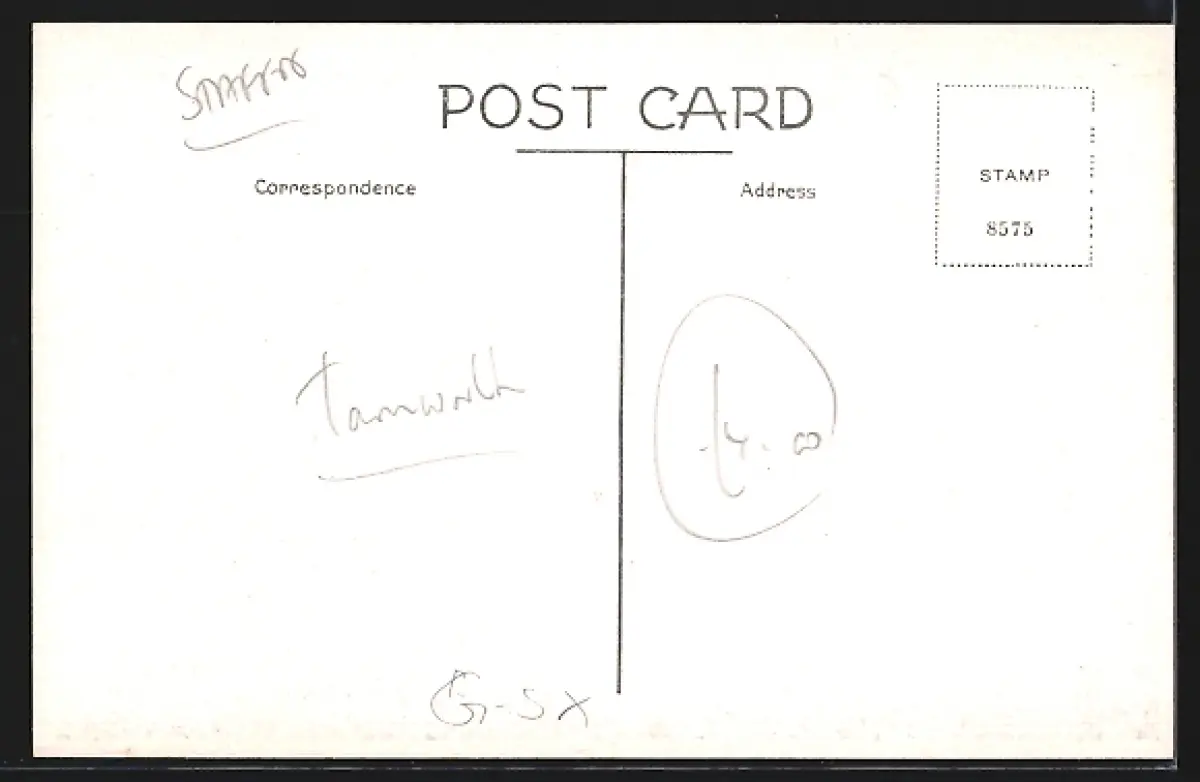 STAFFS
POST CARD
Correspondence
Address
STAMP
8575
Tamworth